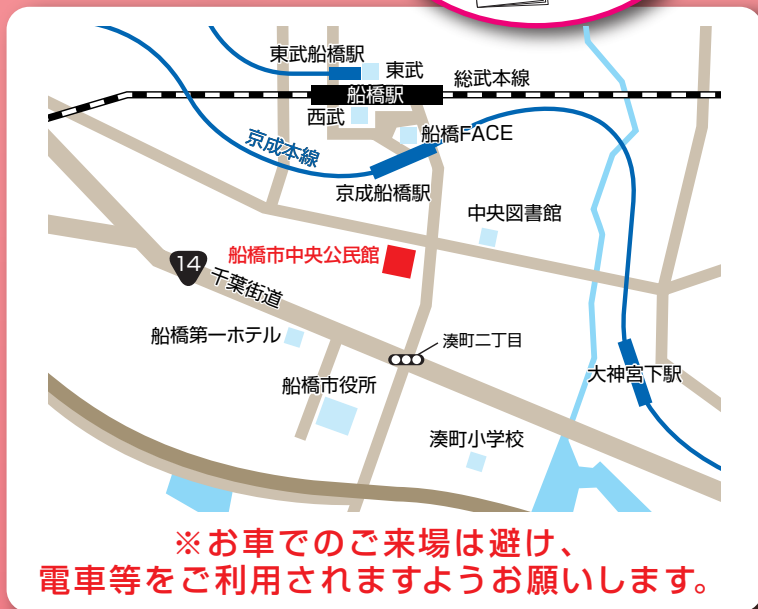 東武船橋駅
東武
総武本線
船橋駅
西武
船橋FACE
京成本線
京成船橋駅
中央図書館
船橋市中央公民館
14
千葉街道
船橋第一ホテル
湊町二丁目
船橋市役所
大神宮下駅
湊町小学校
※お車でのご来場は避け、
電車等をご利用されますようお願いします。